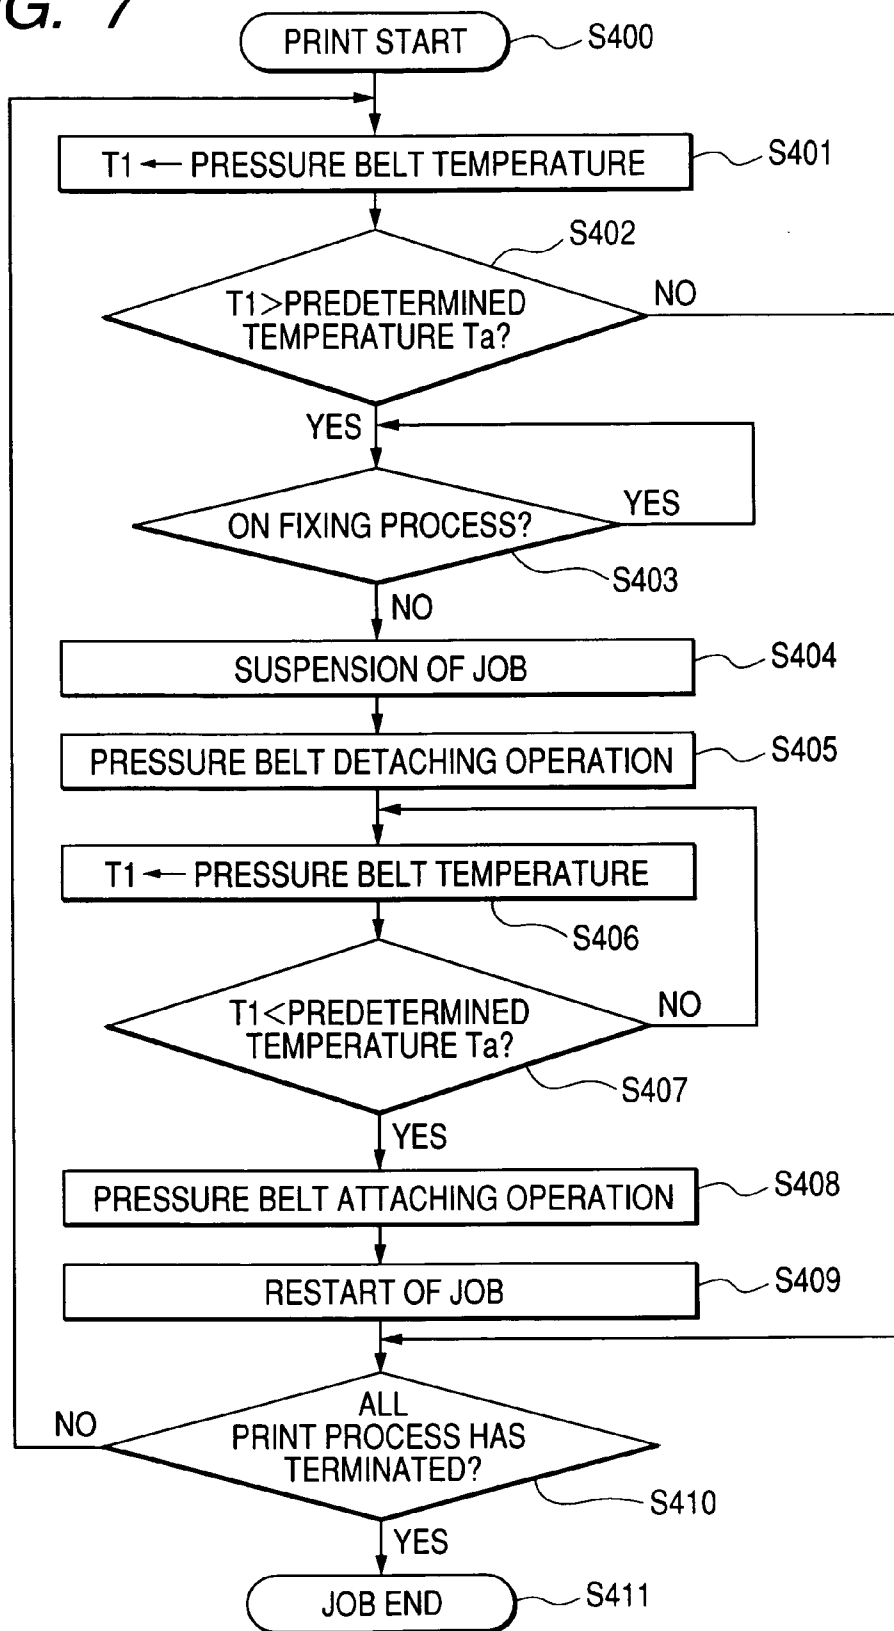 FIG. 7
PRINT START
S400
T1 ← PRESSURE BELT TEMPERATURE
S401
S402
T1>PREDETERMINED
TEMPERATURE Ta?
NO
YES
ON FIXING PROCESS?
YES
S403
NO
SUSPENSION OF JOB
S404
PRESSURE BELT DETACHING OPERATION
S405
T1 ← PRESSURE BELT TEMPERATURE
S406
T1<PREDETERMINED
TEMPERATURE Ta?
NO
S407
YES
PRESSURE BELT ATTACHING OPERATION
S408
RESTART OF JOB
S409
ALL
PRINT PROCESS HAS
TERMINATED?
NO
S410
YES
JOB END
S411